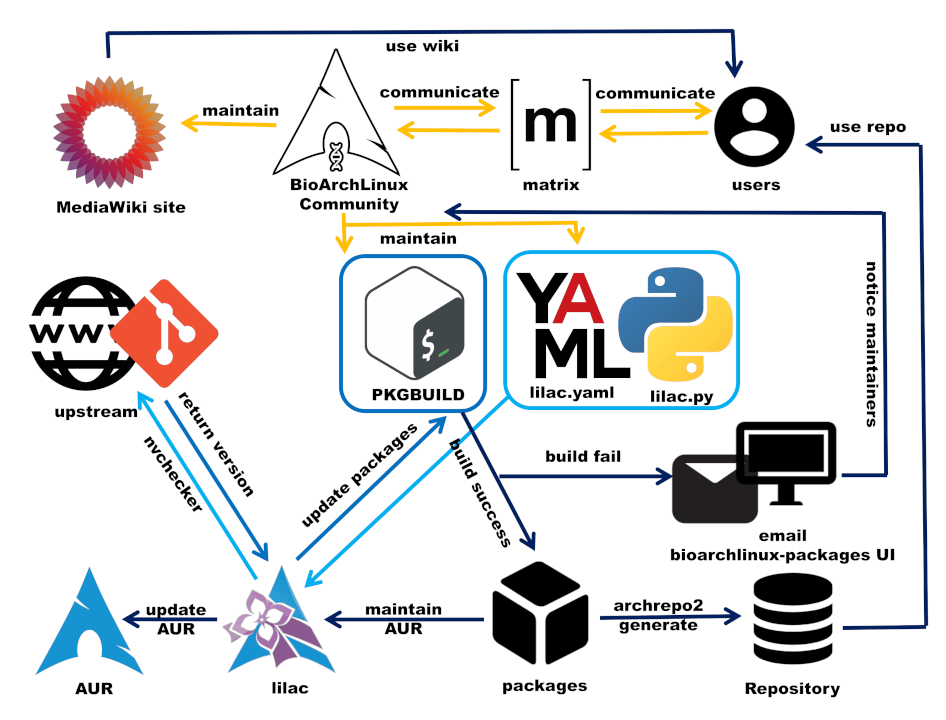 use wiki
maintain
communicate
communicate
use repo
[m]
MediaWiki site
BioArchLinux
Community
matrix
users
maintain
notice maintainers
WWW
$_
YAML
PKGBUILD
lilac.yaml
lilac.py
upstream
return version
nvchecker
update packages
build success
build fail
email
bioarchlinux-packages UI
update
AUR
maintain
AUR
archrepo2
generate
AUR
lilac
packages
Repository